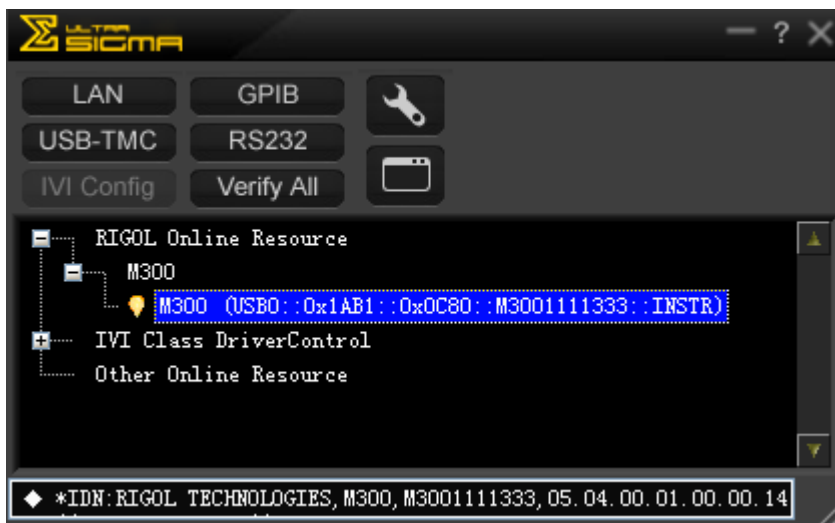 ULTRA
SIGMA
?
LAN
GPIB
USB-TMC
RS232
IVI Config
Verify All
RIGOL Online Resource
M300
M300 (USB0::0x1AB1::0x0C80::M3001111333::INSTR)
IVI Class DriverControl
Other Online Resource
*IDN:RIGOL TECHNOLOGIES,M300,M3001111333,05.04.00.01.00.00.14